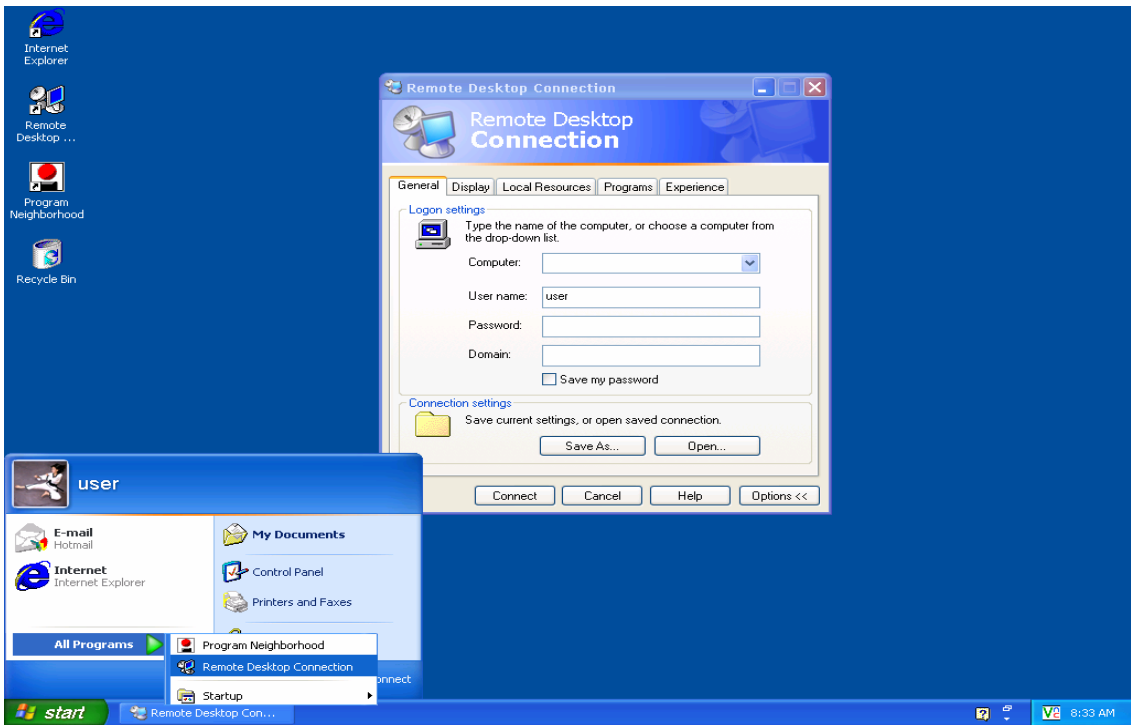 Internet
Explorer
Remote
Desktop ...
Program
Neighborhood
Recycle Bin
Remote Desktop Connection
Remote Desktop
Connection
General Display Local Resources Programs Experience
Logon settings
Type the name of the computer, or choose a computer from
the drop-down list.
Computer:
User name: user
Password:
Domain:
Save my password
Connection settings
Save current settings, or open saved connection.
Save As... Open...
Connect Cancel Help Options <<
user
E-mail
Hotmail
Internet
Internet Explorer
My Documents
Control Panel
Printers and Faxes
All Programs
Program Neighborhood
Remote Desktop Connection
Startup
nnect
start
Remote Desktop Con...
8:33 AM